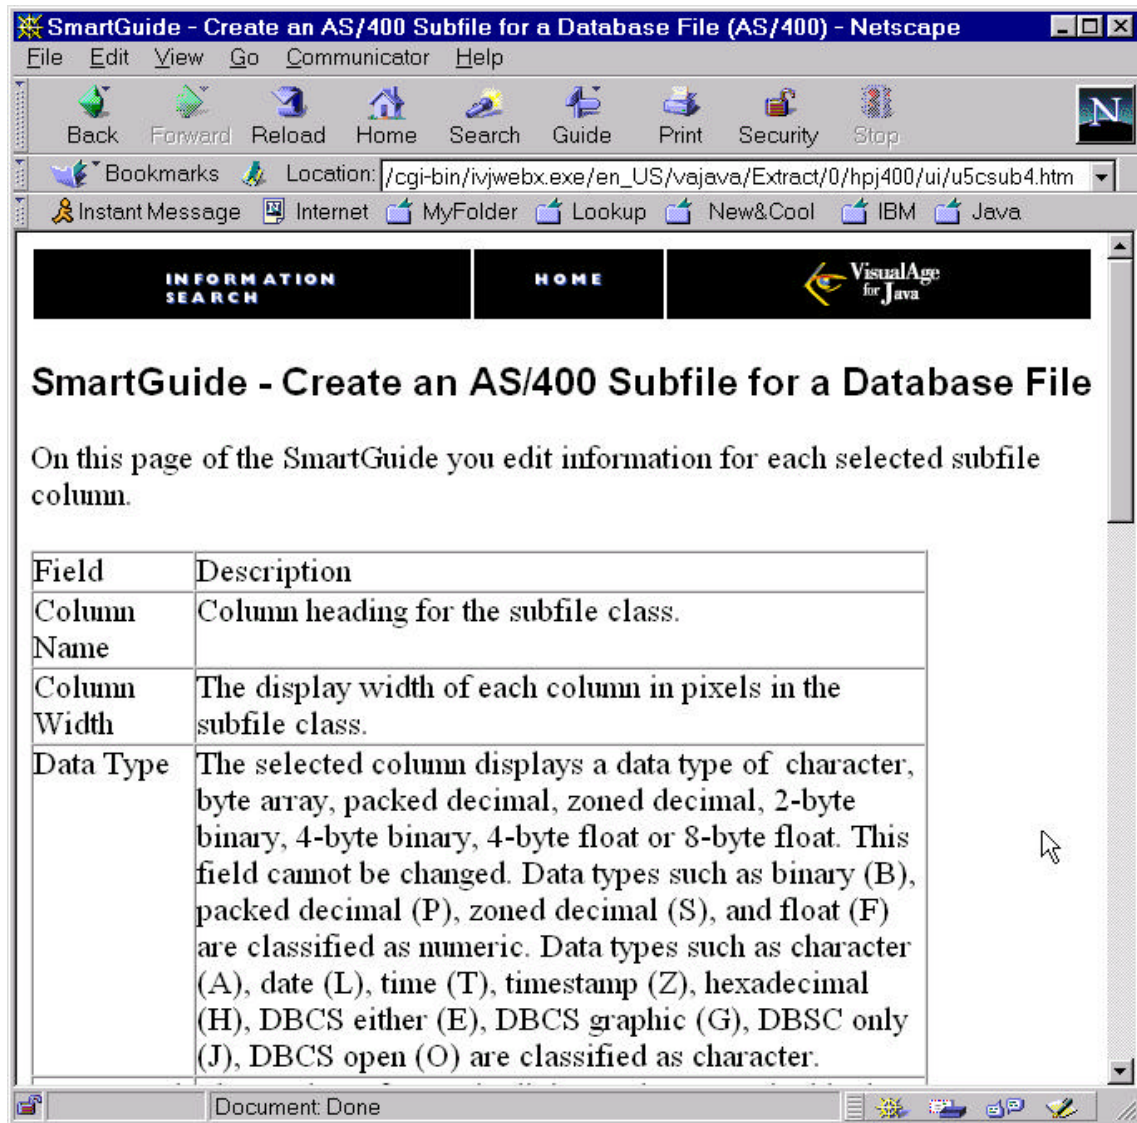 SmartGuide - Create an AS/400 Subfile for a Database File (AS/400) - Netscape
File Edit View Go Communicator Help
Back Forward Reload Home Search Guide Print Security Stop
N
Bookmarks Location: /cgi-bin/ivjwebx.exe/en_US/vajava/Extract/0/hpj400/ui/u5csub4.htm
Instant Message Internet MyFolder Lookup New&Cool IBM Java
INFORMATION
SEARCH
HOME
VisualAge
for Java
SmartGuide - Create an AS/400 Subfile for a Database File
On this page of the SmartGuide you edit information for each selected subfile
column.
Field Description
Column Name
Column heading for the subfile class.
Column Width
The display width of each column in pixels in the
subfile class.
Data Type The selected column displays a data type of character,
byte array, packed decimal, zoned decimal, 2-byte
binary, 4-byte binary, 4-byte float or 8-byte float. This
field cannot be changed. Data types such as binary (B),
packed decimal (P), zoned decimal (S), and float (F)
are classified as numeric. Data types such as character
(A), date (L), time (T), timestamp (Z), hexadecimal
(H), DBCS either (E), DBCS graphic (G), DBSC only
(J), DBCS open (O) are classified as character.
Document: Done